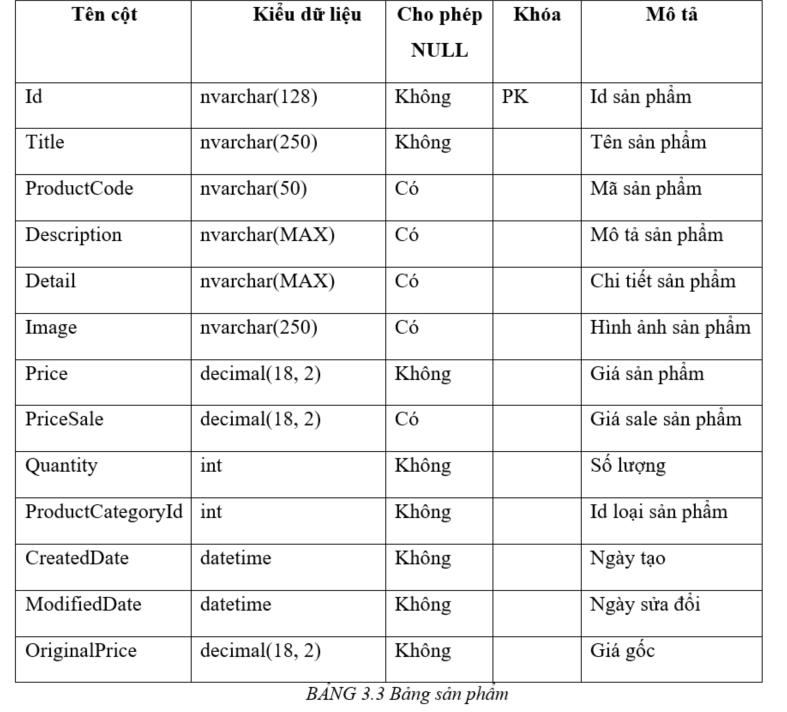 Tên cột Kiểu dữ liệu Cho phép NULL Khóa Mô tả
Id nvarchar(128) Không PK Id sản phẩm
Title nvarchar(250) Không Tên sản phẩm
ProductCode nvarchar(50) Có Mã sản phẩm
Description nvarchar(MAX) Có Mô tả sản phẩm
Detail nvarchar(MAX) Có Chi tiết sản phẩm
Image nvarchar(250) Có Hình ảnh sản phẩm
Price decimal(18, 2) Không Giá sản phẩm
PriceSale decimal(18, 2) Có Giá sale sản phẩm
Quantity int Không Số lượng
ProductCategoryId int Không Id loại sản phẩm
CreatedDate datetime Không Ngày tạo
ModifiedDate datetime Không Ngày sửa đổi
OriginalPrice decimal(18, 2) Không Giá gốc
BẢNG 3.3 Bảng sản phẩm